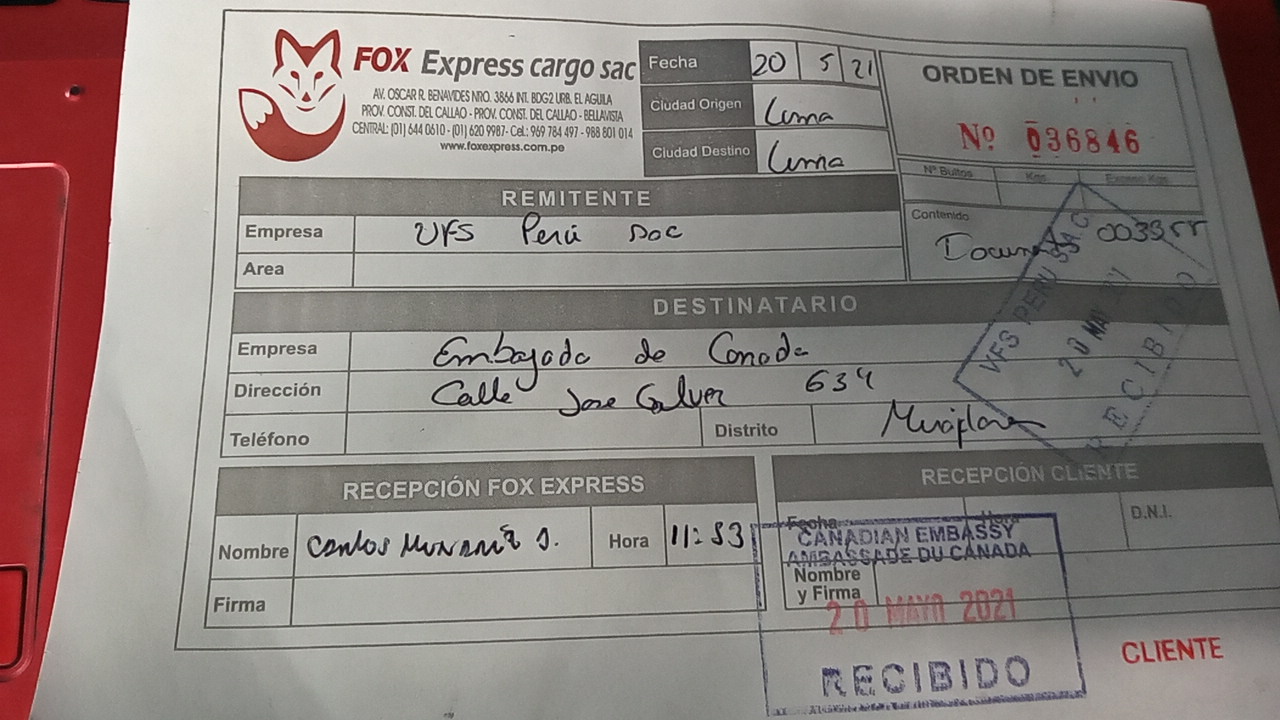 FOX Express cargo sac
AV. OSCAR R. BENAVIDES NRO. 3866 INT. BDG2 URB. EL AGUILA
PROV. CONST. DEL CALLAO - PROV. CONST. DEL CALLAO - BELLAVISTA
CENTRAL: (01) 644 0610 - (01) 620 9987- Cel.: 969 784 497 - 988 801 014
www.foxexpress.com.pe
Fecha 20 5 21
Ciudad Origen Lima
Ciudad Destino Lima
ORDEN DE ENVIO
Nº 036846
Nº Bultos Kgs. Exceso Kgs.
Contenido
REMITENTE
Empresa VFS Perú
Area
DESTINATARIO
Empresa Embajada de Canada
Dirección Calle Jose Galvez 634
Teléfono
Distrito Miraflores
VFS PERU SAC
20 MAY
RECIBIDO
RECEPCIÓN FOX EXPRESS
Nombre Carlos
Hora 11:53
Firma
RECEPCIÓN CLIENTE
Fecha Hora D.N.I.
Nombre
y Firma
CANADIAN EMBASSY
AMBASSADE DU CANADA
20 MAYO 2021
RECIBIDO
CLIENTE